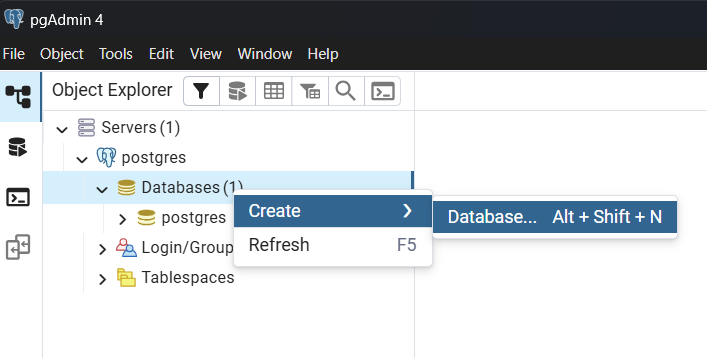 pgAdmin 4
File Object Tools Edit View Window Help
Object Explorer
Servers (1)
postgres
Databases (1)
postgres
Login/Group
Tablespaces
Create
Refresh F5
Database... Alt + Shift + N